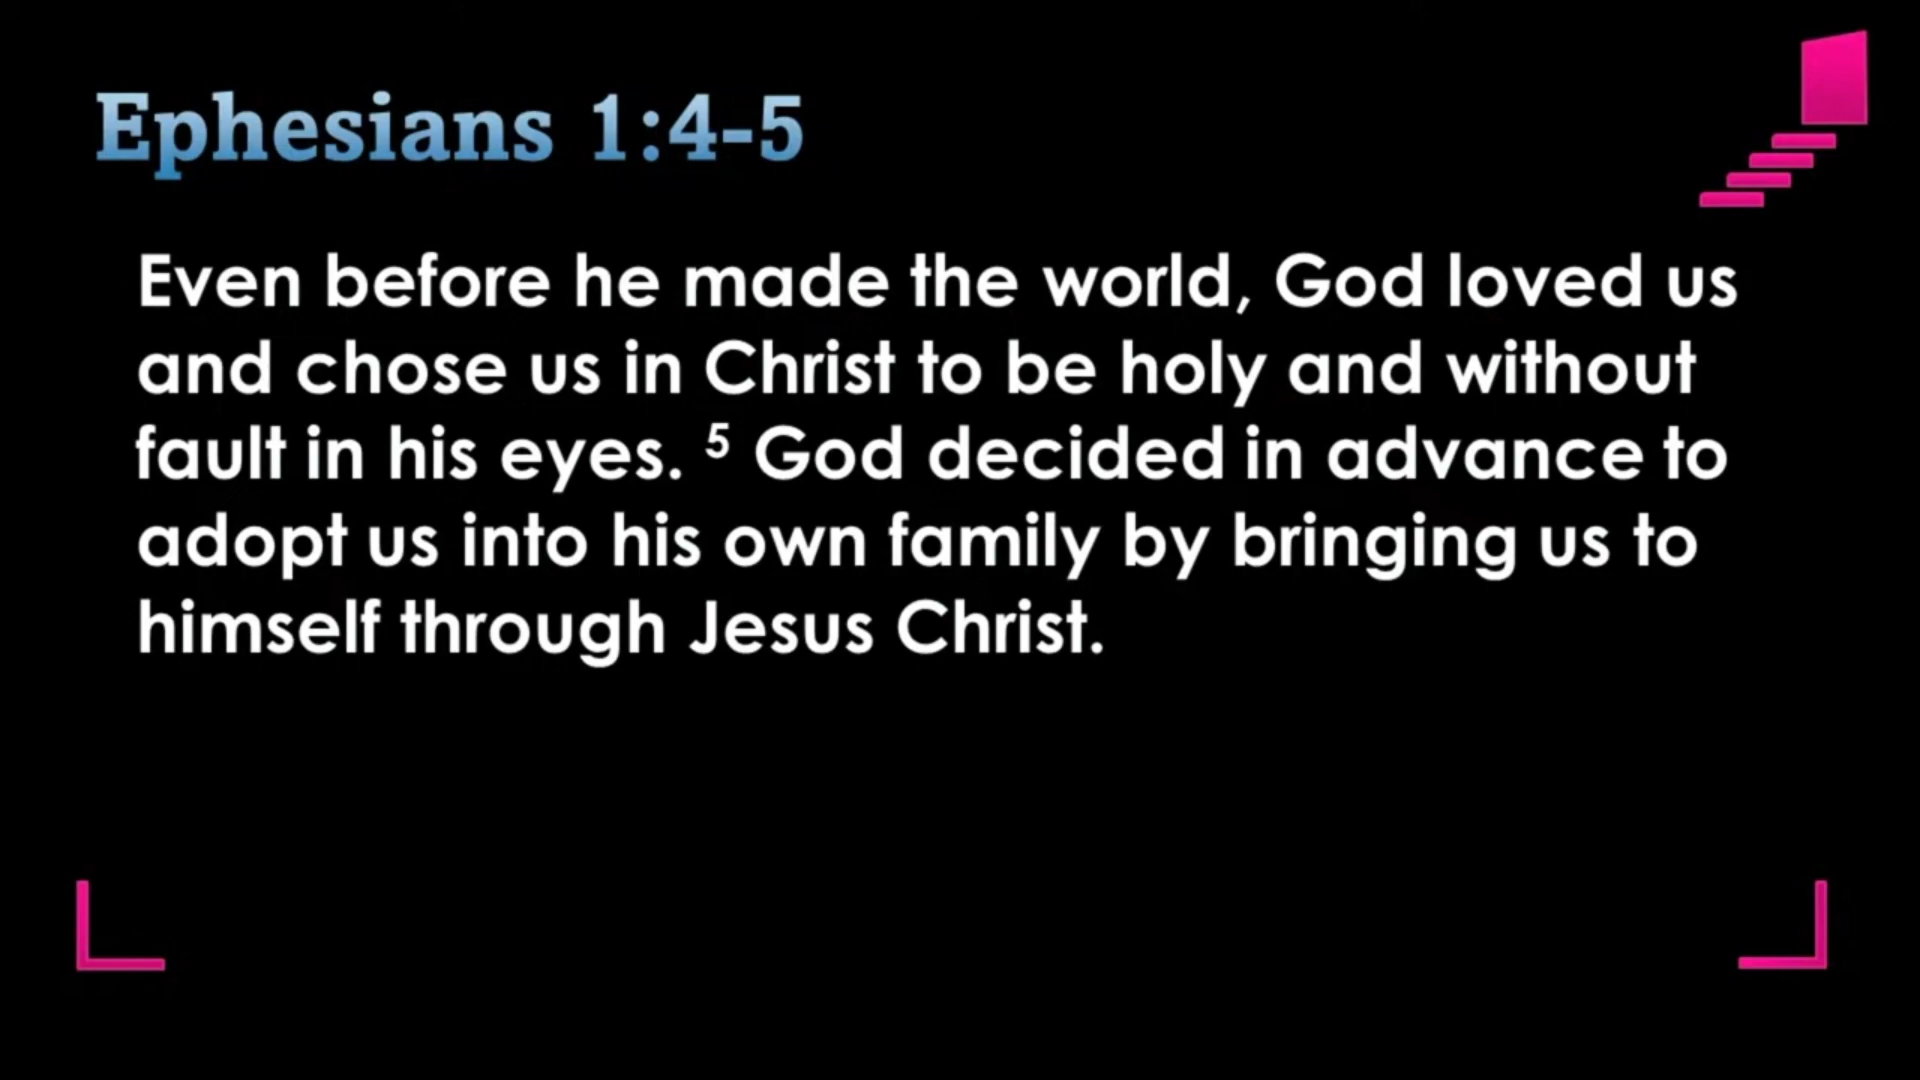 Ephesians 1:4-5
Even before he made the world, God loved us
and chose us in Christ to be holy and without
fault in his eyes. ⁵ God decided in advance to
adopt us into his own family by bringing us to
himself through Jesus Christ.